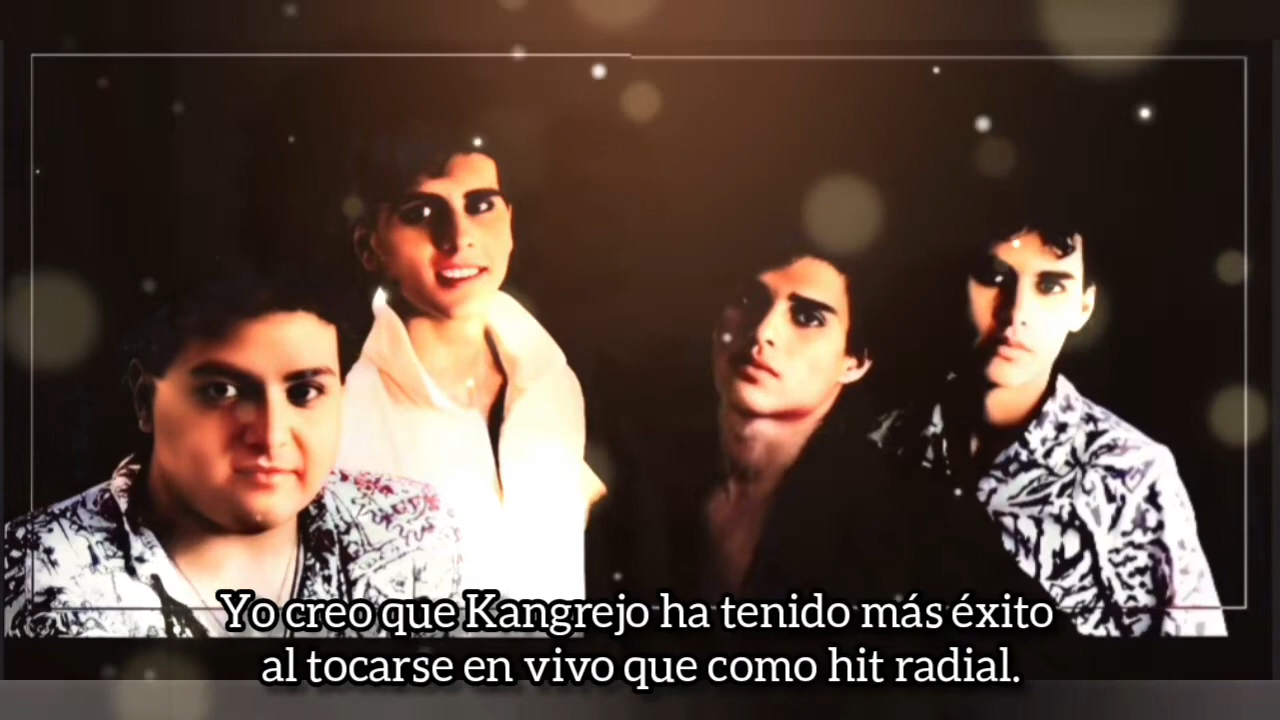 Yo creo que Kangrejo ha tenido más éxito
al tocarse en vivo que como hit radial.